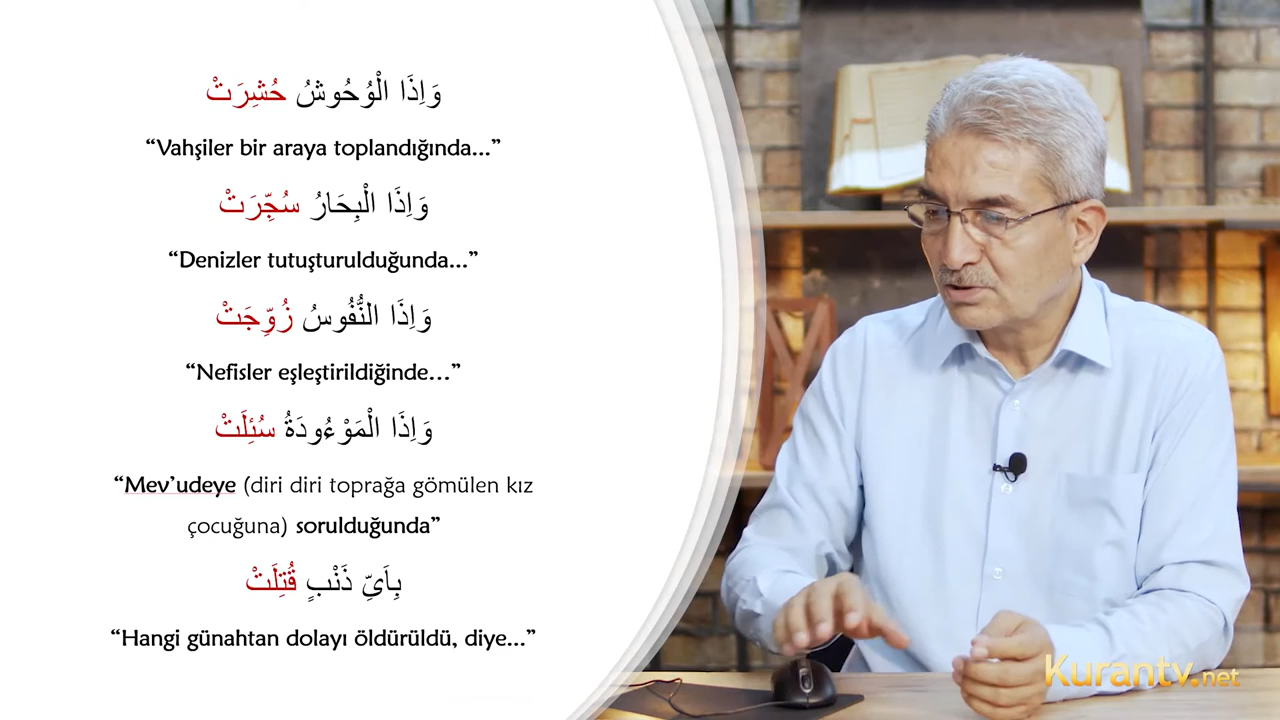 وَاِذَا الْوُحُوشُ حُشِرَتْ
“Vahşiler bir araya toplandığında...”
وَاِذَا الْبِحَارُ سُجِّرَتْ
“Denizler tutuşturulduğunda...”
وَاِذَا النُّفُوسُ زُوِّجَتْ
“Nefisler eşleştirildiğinde...”
وَاِذَا الْمَوْءُودَةُ سُئِلَتْ
“Mev’udeye (diri diri toprağa gömülen kız
çocuğuna) sorulduğunda”
بِاَىِّ ذَنْبٍ قُتِلَتْ
“Hangi günahtan dolayı öldürüldü, diye...”
Kurantv.net